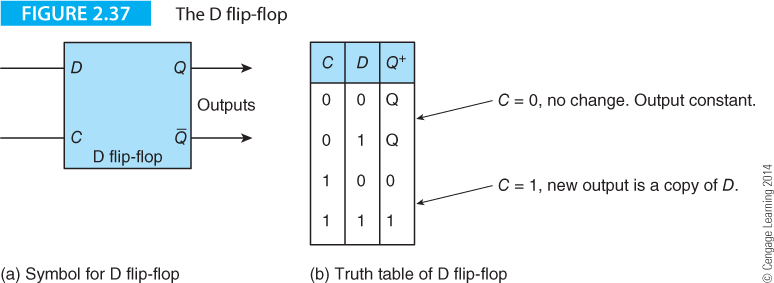 FIGURE 2.37 The D flip-flop
D Q
Outputs
C Q̅
D flip-flop
(a) Symbol for D flip-flop
C D Q⁺
0 0 Q
0 1 Q
1 0 0
1 1 1
C = 0, no change. Output constant.
C = 1, new output is a copy of D.
(b) Truth table of D flip-flop
© Cengage Learning 2014